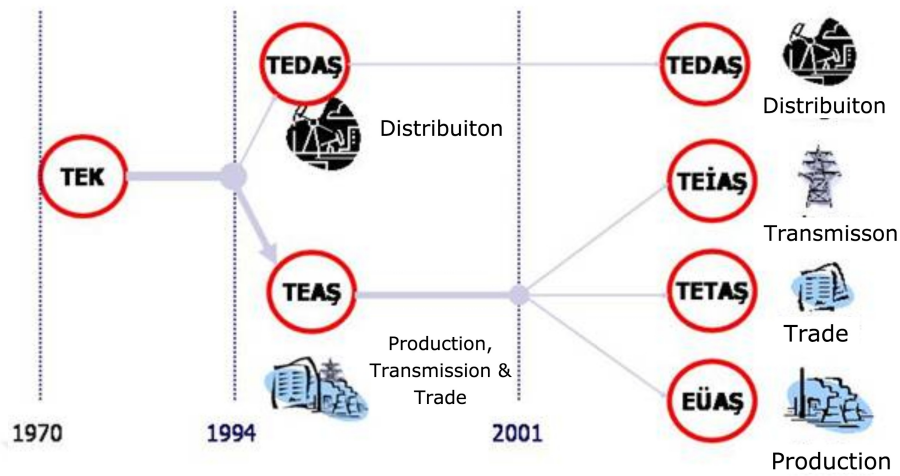 TEDAŞ
TEDAŞ
Distribuiton
Distribuiton
TEK
TEİAŞ
Transmisson
TEAŞ
TETAŞ
Trade
Production,
Transmission &
Trade
EÜAŞ
Production
1970
1994
2001